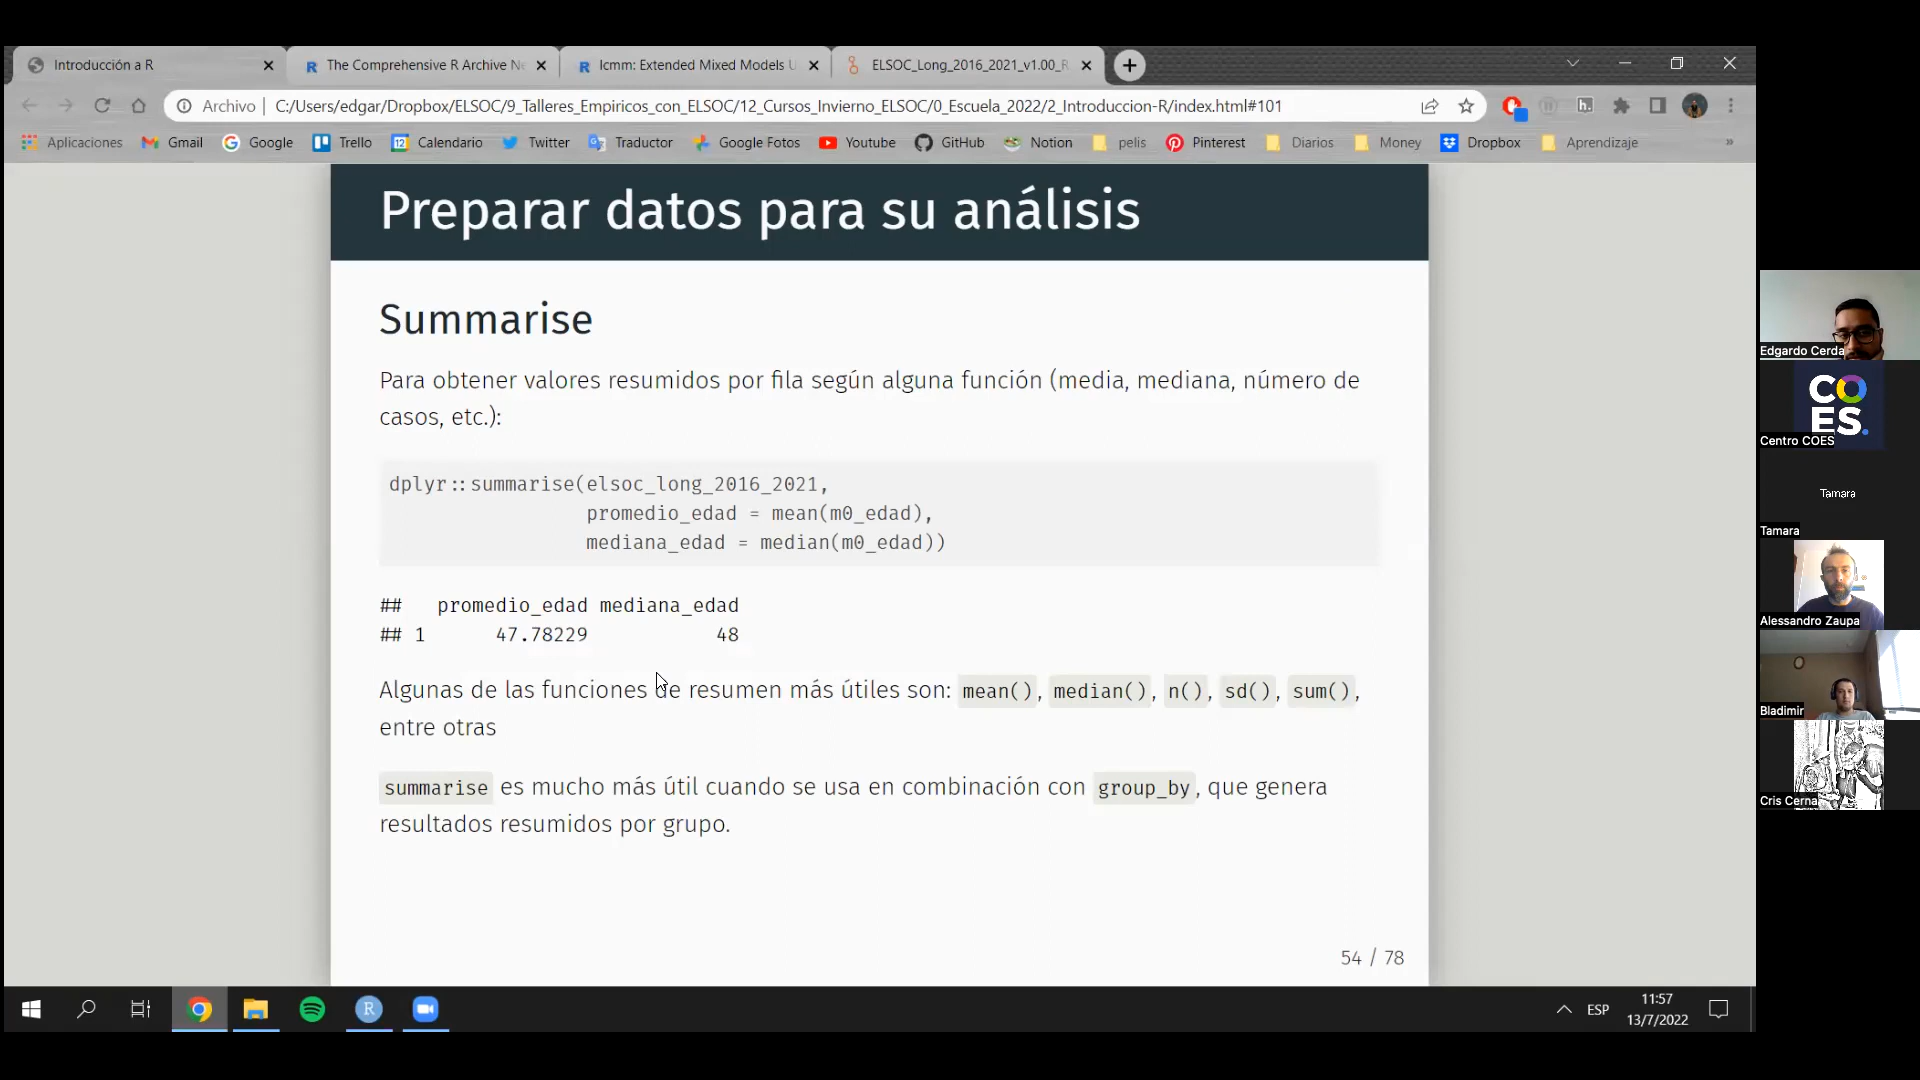 Introducción a R
The Comprehensive R Archive Ne
lcmm: Extended Mixed Models U
ELSOC_Long_2016_2021_v1.00_R
Archivo | C:/Users/edgar/Dropbox/ELSOC/9_Talleres_Empiricos_con_ELSOC/12_Cursos_Invierno_ELSOC/0_Escuela_2022/2_Introduccion-R/index.html#101
Aplicaciones Gmail Google Trello Calendario Twitter Traductor Google Fotos Youtube GitHub Notion pelis Pinterest Diarios Money Dropbox Aprendizaje »
Preparar datos para su análisis
Summarise
Para obtener valores resumidos por fila según alguna función (media, mediana, número de
casos, etc.):
dplyr::summarise(elsoc_long_2016_2021,
promedio_edad = mean(m0_edad),
mediana_edad = median(m0_edad))
## promedio_edad mediana_edad
## 1 47.78229 48
Algunas de las funciones de resumen más útiles son: mean(), median(), n(), sd(), sum(),
entre otras
summarise es mucho más útil cuando se usa en combinación con group_by, que genera
resultados resumidos por grupo.
54 / 78
Edgardo Cerda
COES.
Centro COES
Tamara
Tamara
Alessandro Zaupa
Bladimir
Cris Cerna
ESP
11:57
13/7/2022